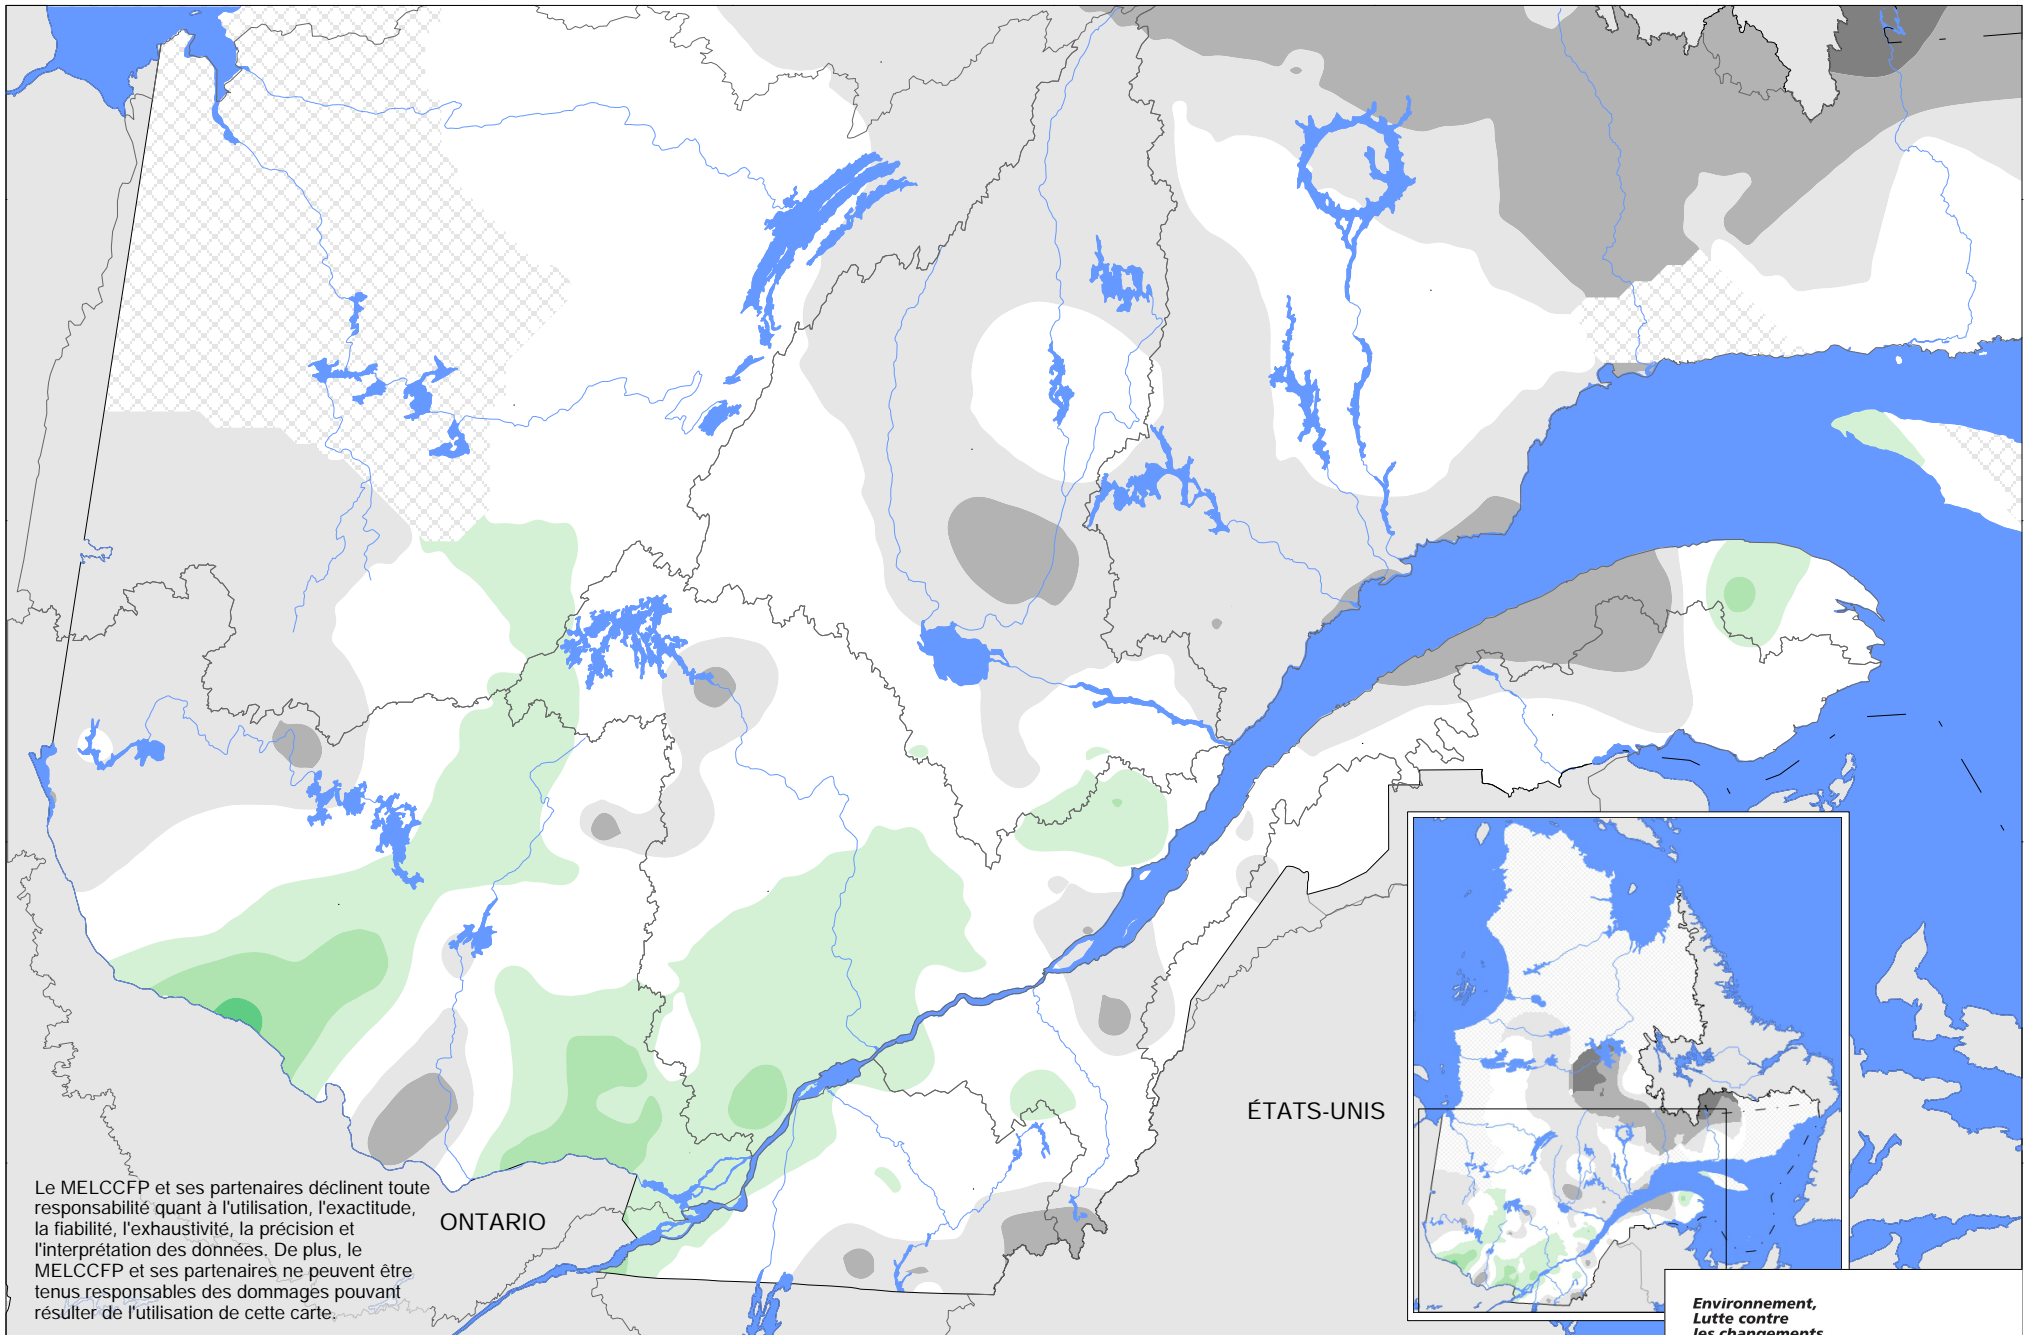 ÉTATS-UNIS
Le MELCCFP et ses partenaires déclinent toute
responsabilité quant à l'utilisation, l'exactitude,
la fiabilité, l'exhaustivité, la précision et
l'interprétation des données. De plus, le
MELCCFP et ses partenaires ne peuvent être
tenus responsables des dommages pouvant
résulter de l'utilisation de cette carte.
ONTARIO
Environnement,
Lutte contre
les changements